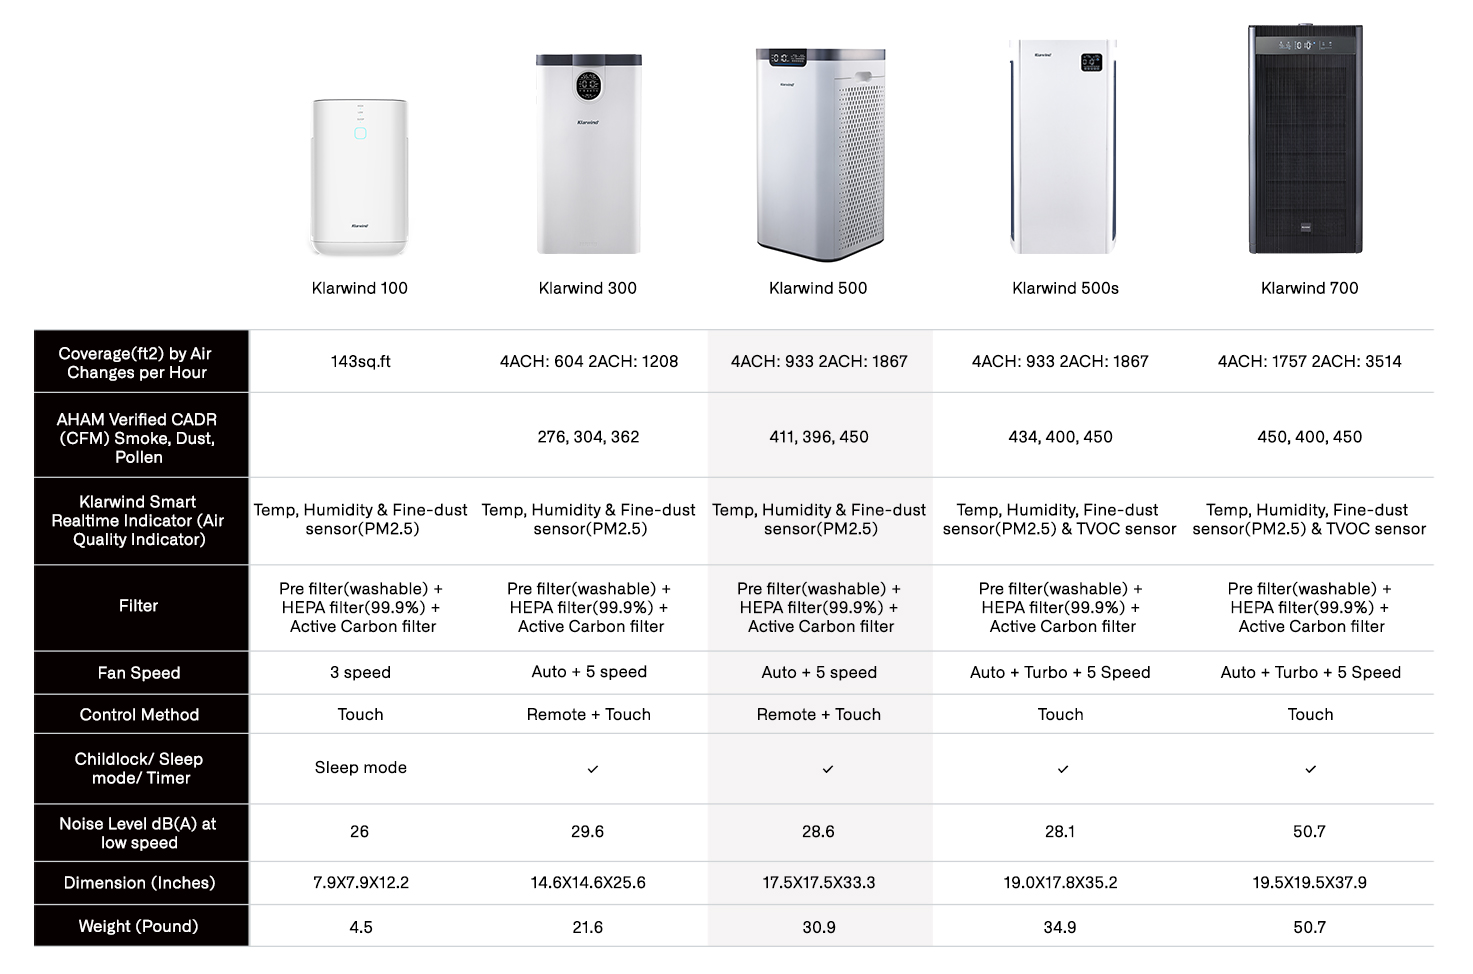 Klarwind
Klarwind
Klarwind
Klarwind
Klarwind 100
Klarwind 300
Klarwind 500
Klarwind 500s
Klarwind 700
Coverage(ft2) by Air
Changes per Hour
143sq.ft
4ACH: 604 2ACH: 1208
4ACH: 933 2ACH: 1867
4ACH: 933 2ACH: 1867
4ACH: 1757 2ACH: 3514
AHAM Verified CADR
(CFM) Smoke, Dust,
Pollen
276, 304, 362
411, 396, 450
434, 400, 450
450, 400, 450
Klarwind Smart
Realtime Indicator (Air
Quality Indicator)
Temp, Humidity & Fine-dust
sensor(PM2.5)
Temp, Humidity & Fine-dust
sensor(PM2.5)
Temp, Humidity & Fine-dust
sensor(PM2.5)
Temp, Humidity, Fine-dust
sensor(PM2.5) & TVOC sensor
Temp, Humidity, Fine-dust
sensor(PM2.5) & TVOC sensor
Filter
Pre filter(washable) +
HEPA filter(99.9%) +
Active Carbon filter
Pre filter(washable) +
HEPA filter(99.9%) +
Active Carbon filter
Pre filter(washable) +
HEPA filter(99.9%) +
Active Carbon filter
Pre filter(washable) +
HEPA filter(99.9%) +
Active Carbon filter
Pre filter(washable) +
HEPA filter(99.9%) +
Active Carbon filter
Fan Speed
3 speed
Auto + 5 speed
Auto + 5 speed
Auto + Turbo + 5 Speed
Auto + Turbo + 5 Speed
Control Method
Touch
Remote + Touch
Remote + Touch
Touch
Touch
Childlock/ Sleep
mode/ Timer
Sleep mode
✓
✓
✓
✓
Noise Level dB(A) at
low speed
26
29.6
28.6
28.1
50.7
Dimension (Inches)
7.9X7.9X12.2
14.6X14.6X25.6
17.5X17.5X33.3
19.0X17.8X35.2
19.5X19.5X37.9
Weight (Pound)
4.5
21.6
30.9
34.9
50.7